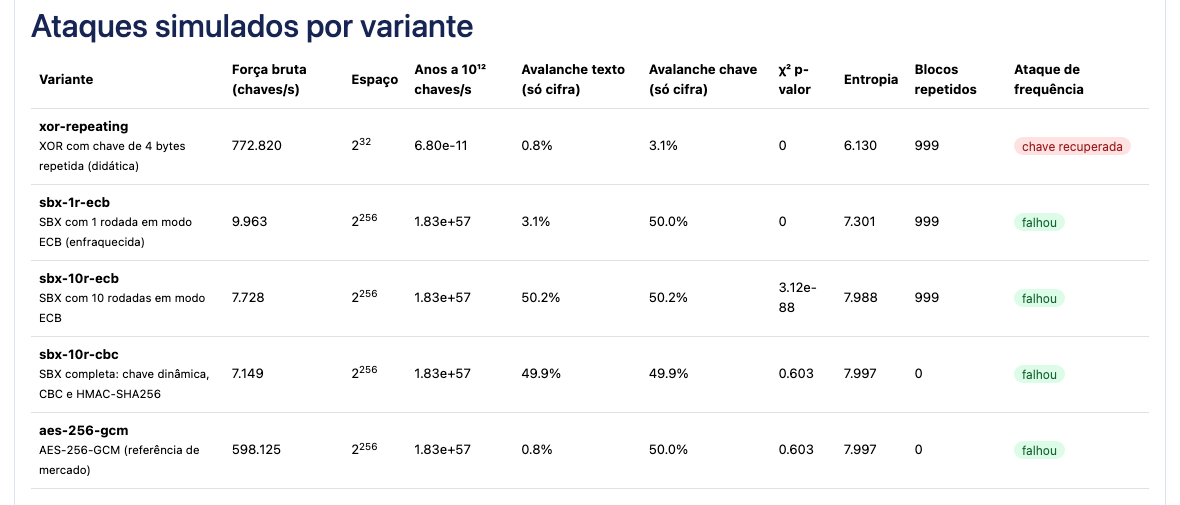 Ataques simulados por variante
Variante Força bruta (chaves/s) Espaço Anos a 10¹² chaves/s Avalanche texto (só cifra) Avalanche chave (só cifra) χ² p-valor Entropia Blocos repetidos Ataque de frequência
xor-repeating
XOR com chave de 4 bytes
repetida (didática)
772.820 2³² 6.80e-11 0.8% 3.1% 0 6.130 999 chave recuperada
sbx-1r-ecb
SBX com 1 rodada em modo
ECB (enfraquecida)
9.963 2²⁵⁶ 1.83e+57 3.1% 50.0% 0 7.301 999 falhou
sbx-10r-ecb
SBX com 10 rodadas em modo
ECB
7.728 2²⁵⁶ 1.83e+57 50.2% 50.2% 3.12e-88 7.988 999 falhou
sbx-10r-cbc
SBX completa: chave dinâmica,
CBC e HMAC-SHA256
7.149 2²⁵⁶ 1.83e+57 49.9% 49.9% 0.603 7.997 0 falhou
aes-256-gcm
AES-256-GCM (referência de
mercado)
598.125 2²⁵⁶ 1.83e+57 0.8% 50.0% 0.603 7.997 0 falhou